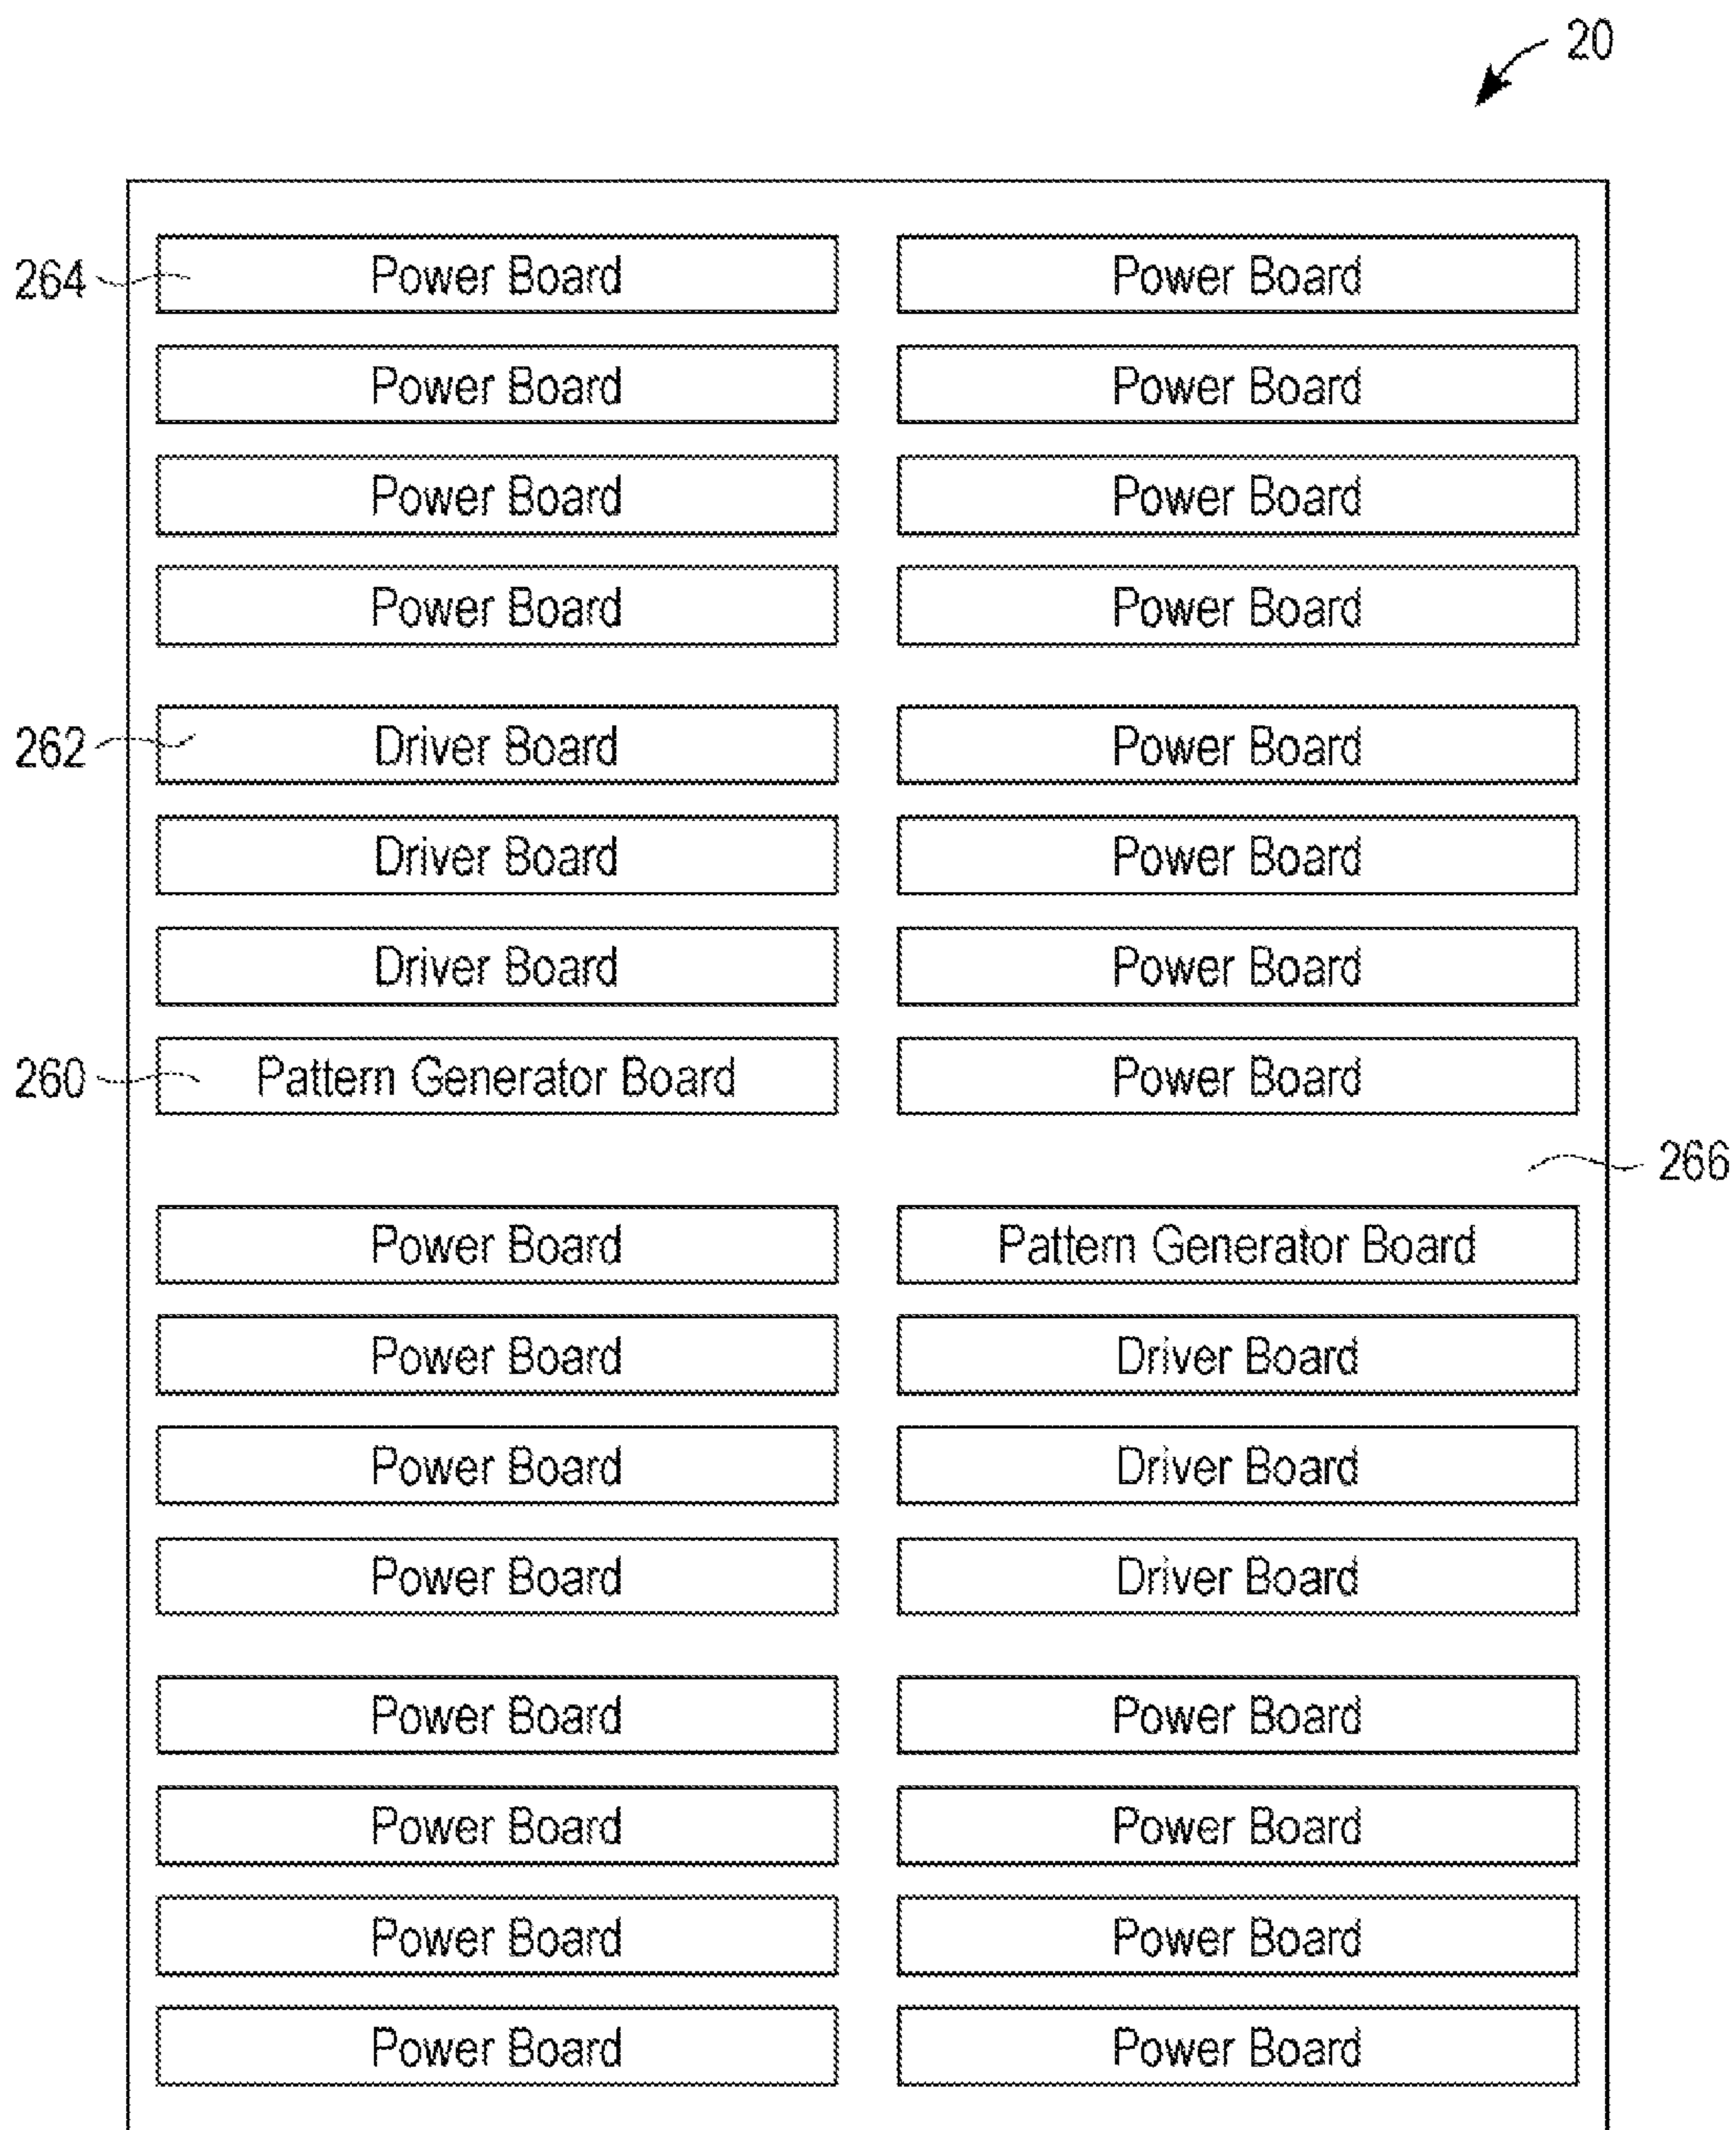 20
264 Power Board Power Board
Power Board Power Board
Power Board Power Board
Power Board Power Board
262 Driver Board Power Board
Driver Board Power Board
Driver Board Power Board
260 Pattern Generator Board Power Board
266
Power Board Pattern Generator Board
Power Board Driver Board
Power Board Driver Board
Power Board Driver Board
Power Board Power Board
Power Board Power Board
Power Board Power Board
Power Board Power Board